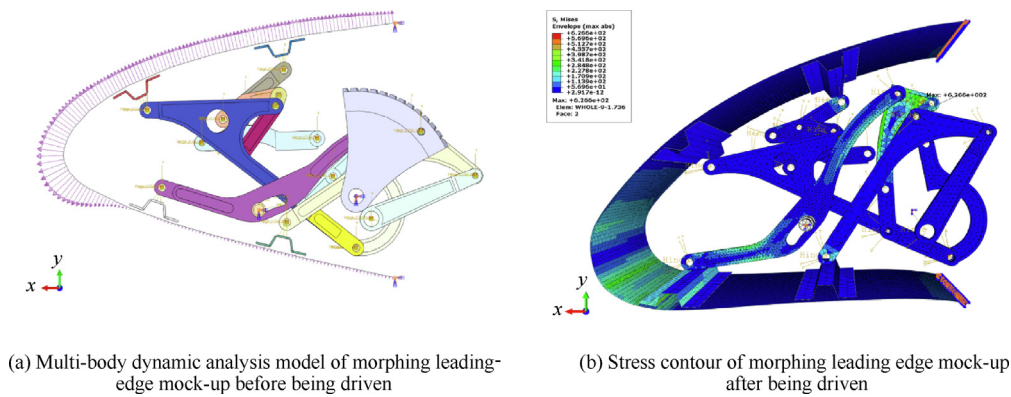 S, Mises
Envelope (max abs)
+6.266e+02
+5.696e+02
+5.127e+02
+4.557e+02
+3.987e+02
+3.418e+02
+2.848e+02
+2.278e+02
+1.709e+02
+1.139e+02
+5.696e+01
+2.917e-12
Max: +6.266e+02
Elem: WHOLE-0-1.736
Face: 2
Max: +6.266e+002
r
y
x
y
x
(a) Multi-body dynamic analysis model of morphing leading-
edge mock-up before being driven
(b) Stress contour of morphing leading edge mock-up
after being driven